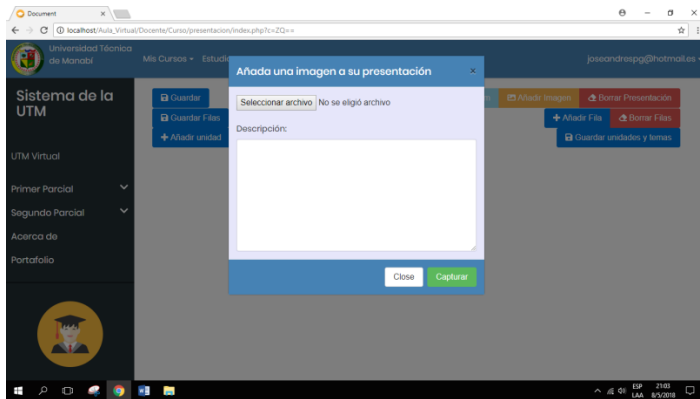 Document
localhost/Aula_Virtual/Docente/Curso/presentacion/index.php?c=ZQ==
Universidad Técnica
de Manabí
Mis Cursos
joseandrespg@hotmail.es
Añada una imagen a su presentación
×
Sistema de la
UTM
Guardar
Añadir Imagen
Borrar Presentación
Seleccionar archivo No se eligió archivo
Guardar Filas
Añadir Fila
Borrar Filas
Descripción:
Añadir unidad
Guardar unidades y temas
UTM Virtual
Primer Parcial
Segundo Parcial
Acerca de
Portafolio
Close
Capturar
ESP
LAA
21:03
8/5/2018